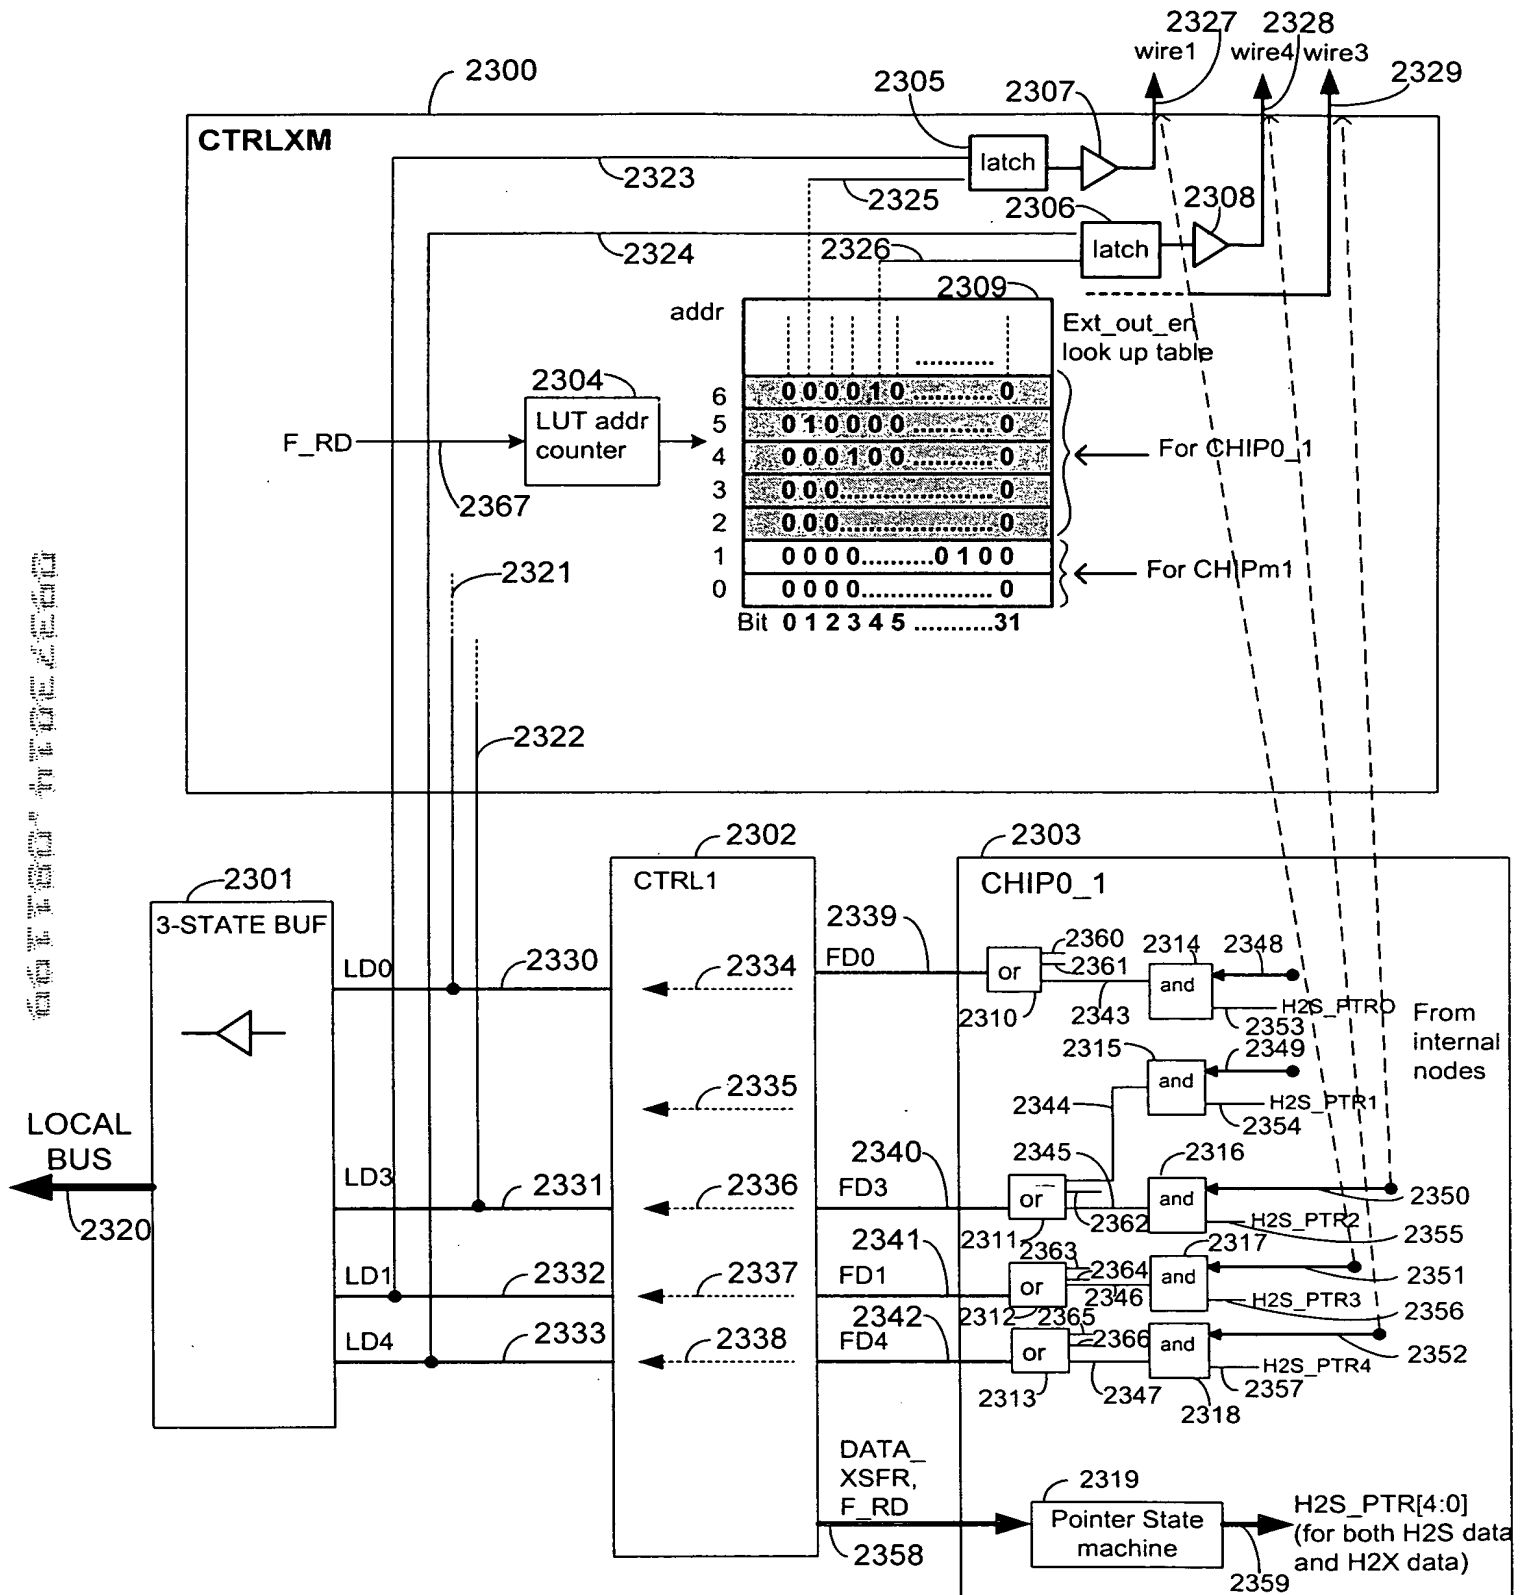 2327
2328
wire1
wire4 wire3
2329
2300
2305
2307
CTRLXM
latch
2323
2325
2306
2308
latch
2324
2326
2309
addr
Ext_out_en
look up table
2304
LUT addr
counter
F_RD
2367
6 0 0 0 0 1 0 ........... 0
5 0 1 0 0 0 0 ........... 0
4 0 0 0 1 0 0 ........... 0
3 0 0 0 ..................... 0
2 0 0 0 ..................... 0
1 0 0 0 0 .......... 0 1 0 0
0 0 0 0 0 ................... 0
Bit 0 1 2 3 4 5 ...........31
For CHIP0_1
For CHIPm1
2321
2322
2301
3-STATE BUF
2302
CTRL1
2303
CHIP0_1
LD0
2330
2334
2339
FD0
or
2310
2360
2361
2343
2314
and
2348
H2S_PTR0
2353
From
internal
nodes
2335
2315
and
2349
H2S_PTR1
2354
2344
LOCAL
BUS
2320
LD3
2331
2336
2340
FD3
or
2311
2345
2362
2316
and
2350
H2S_PTR2
2355
LD1
2332
2337
2341
FD1
or
2312
2363
2364
2346
2317
and
2351
H2S_PTR3
2356
LD4
2333
2338
2342
FD4
or
2313
2365
2366
2347
and
2318
2352
H2S_PTR4
2357
DATA_
XSFR,
F_RD
2358
2319
Pointer State
machine
2359
H2S_PTR[4:0]
(for both H2S data
and H2X data)